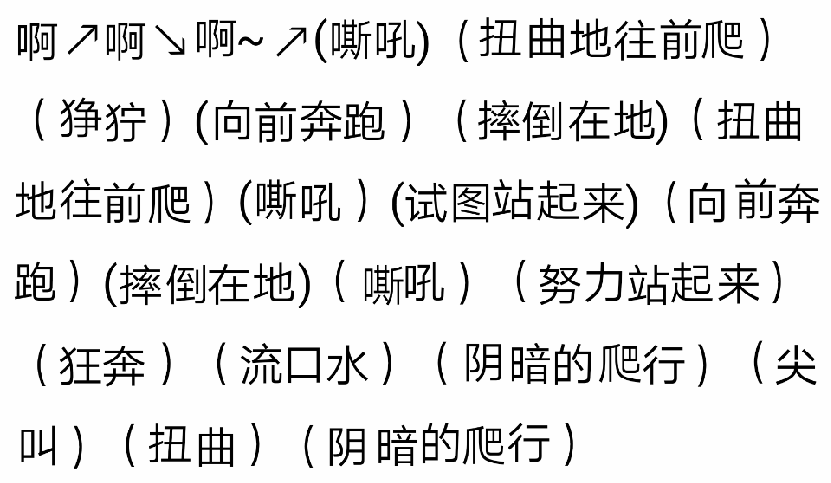 啊↗啊↘啊~↗(嘶吼)（扭曲地往前爬）
（狰狞）(向前奔跑）（摔倒在地)（扭曲
地往前爬）(嘶吼）(试图站起来)（向前奔
跑）(摔倒在地)（嘶吼）（努力站起来）
（狂奔）（流口水）（阴暗的爬行）（尖
叫）（扭曲）（阴暗的爬行）